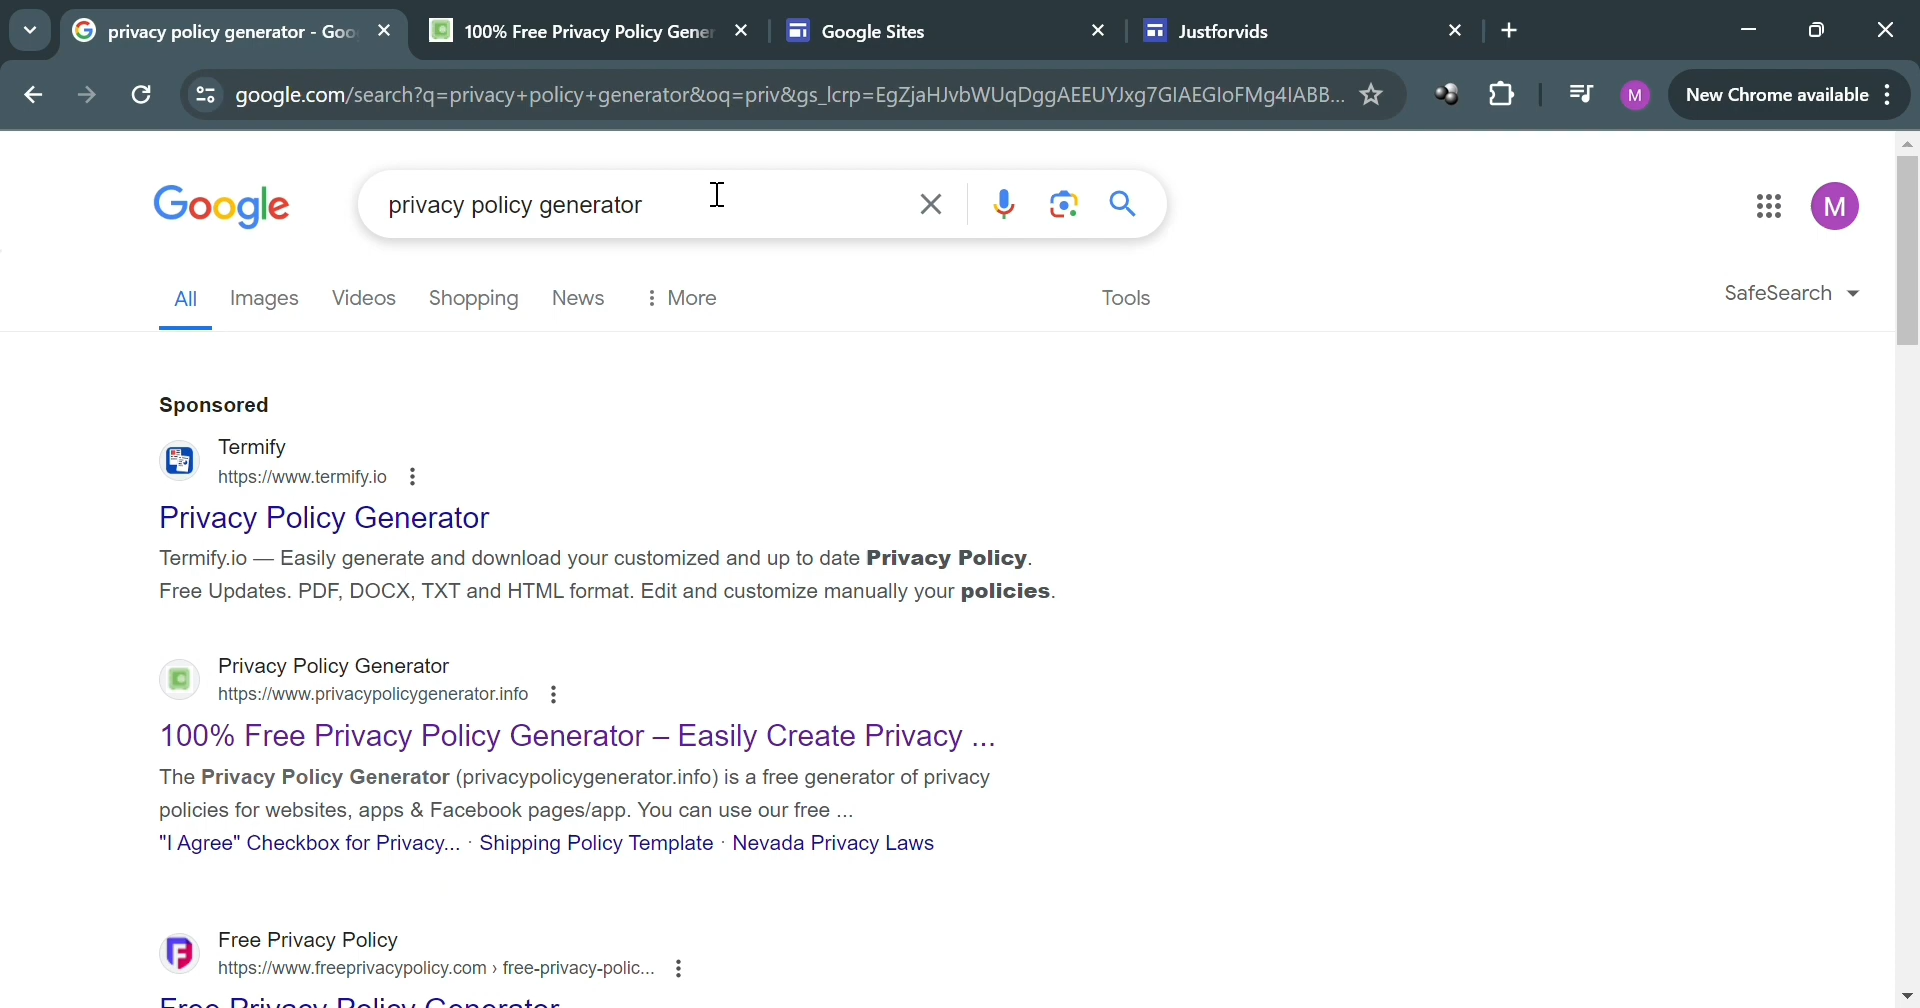 privacy policy generator - Goo
100% Free Privacy Policy Gener
Google Sites
Justforvids
google.com/search?q=privacy+policy+generator&oq=priv&gs_lcrp=EgZjaHJvbWUqDggAEEUYJxg7GIAEGIoFMg4IABB...
M
New Chrome available
Google
privacy policy generator
M
All
Images
Videos
Shopping
News
More
Tools
SafeSearch
Sponsored
Termify
https://www.termify.io
Privacy Policy Generator
Termify.io — Easily generate and download your customized and up to date Privacy Policy.
Free Updates. PDF, DOCX, TXT and HTML format. Edit and customize manually your policies.
Privacy Policy Generator
https://www.privacypolicygenerator.info
100% Free Privacy Policy Generator – Easily Create Privacy ...
The Privacy Policy Generator (privacypolicygenerator.info) is a free generator of privacy
policies for websites, apps & Facebook pages/app. You can use our free ...
"I Agree" Checkbox for Privacy... · Shipping Policy Template · Nevada Privacy Laws
Free Privacy Policy
https://www.freeprivacypolicy.com › free-privacy-polic...
Free Privacy Policy Generator